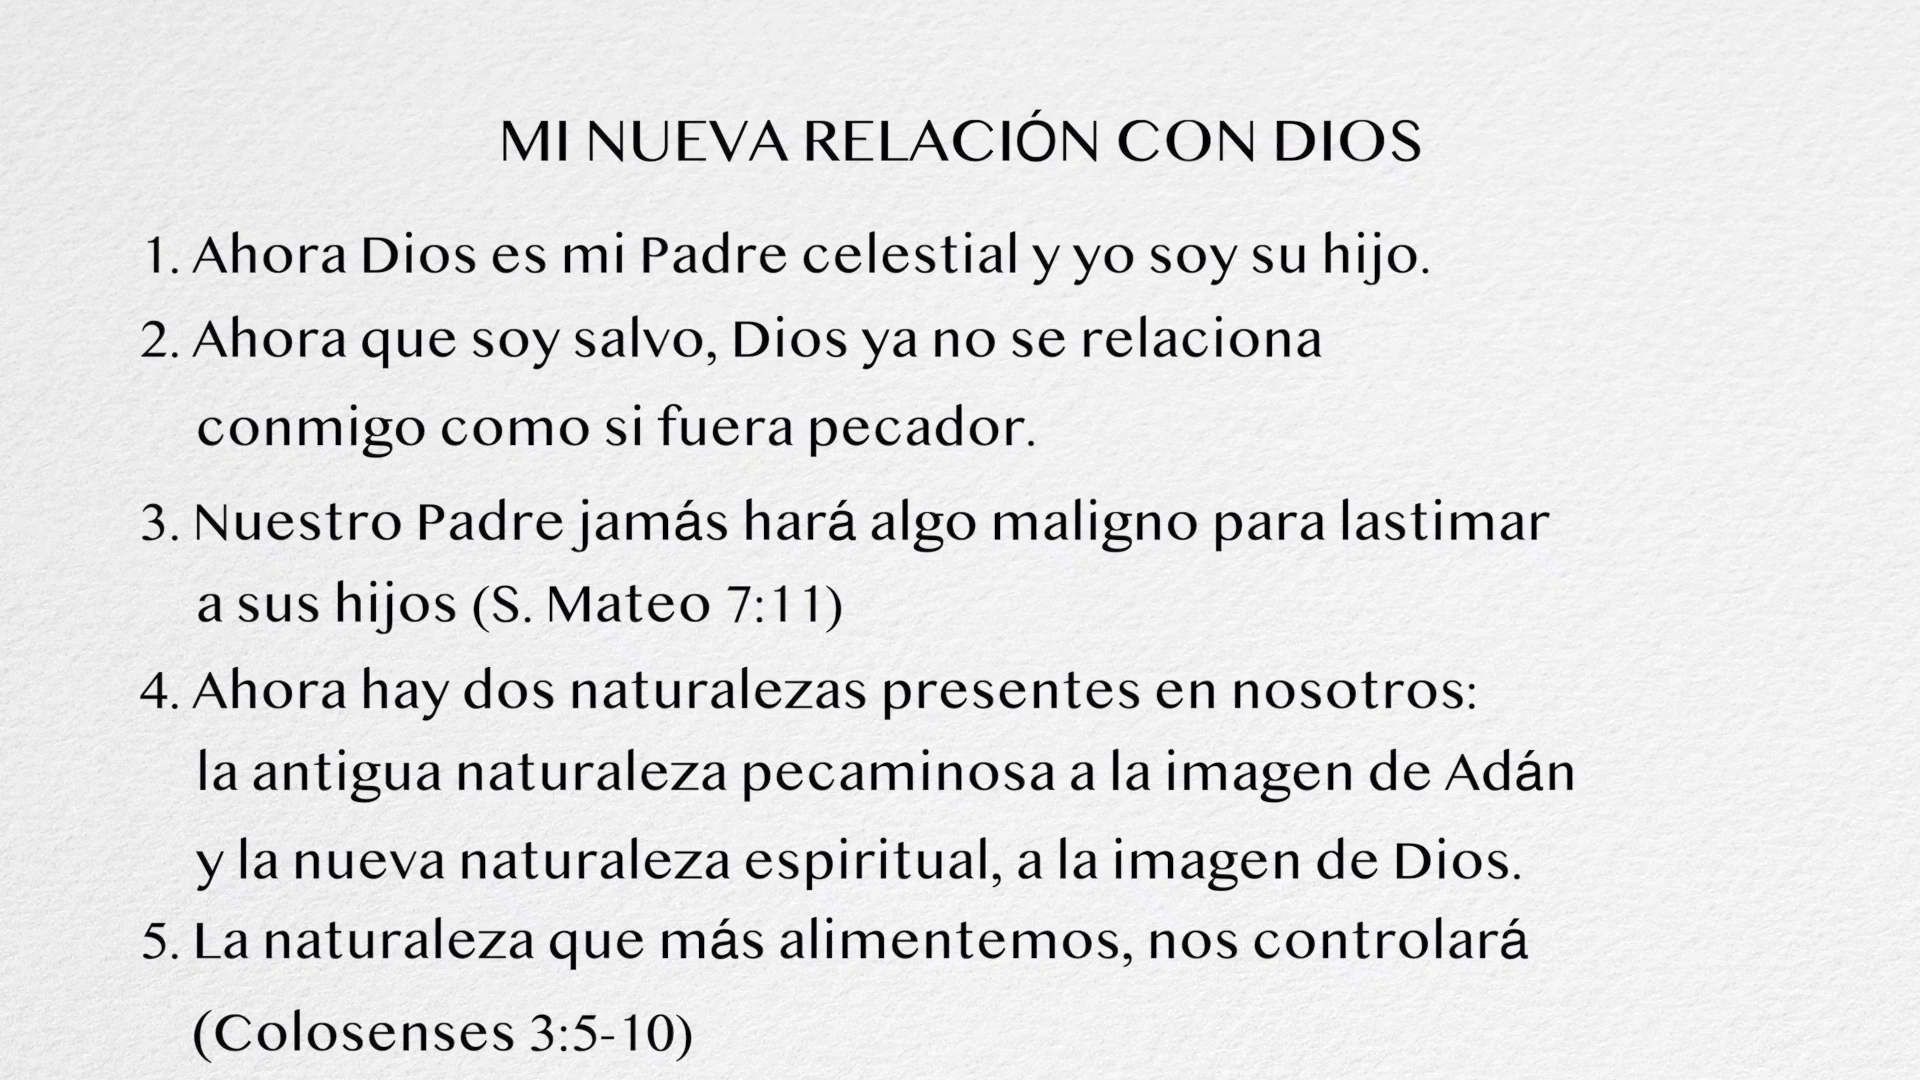 MI NUEVA RELACIÓN CON DIOS
1. Ahora Dios es mi Padre celestial y yo soy su hijo.
2. Ahora que soy salvo, Dios ya no se relaciona
conmigo como si fuera pecador.
3. Nuestro Padre jamás hará algo maligno para lastimar
a sus hijos (S. Mateo 7:11)
4. Ahora hay dos naturalezas presentes en nosotros:
la antigua naturaleza pecaminosa a la imagen de Adán
y la nueva naturaleza espiritual, a la imagen de Dios.
5. La naturaleza que más alimentemos, nos controlará
(Colosenses 3:5-10)